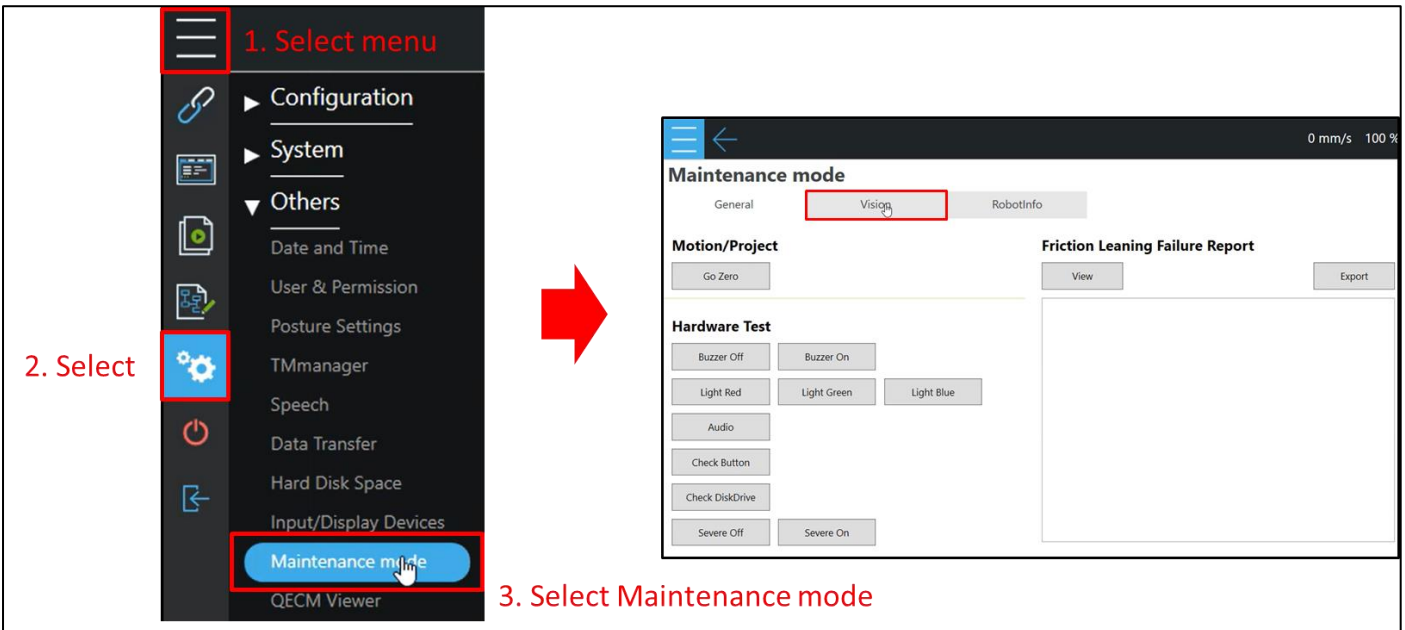 1. Select menu
Configuration
System
Others
Date and Time
User & Permission
Posture Settings
2. Select
TMmanager
Speech
Data Transfer
Hard Disk Space
Input/Display Devices
Maintenance mode
QECM Viewer
3. Select Maintenance mode
0 mm/s 100 %
Maintenance mode
General Vision RobotInfo
Motion/Project
Go Zero
Hardware Test
Buzzer Off Buzzer On
Light Red Light Green Light Blue
Audio
Check Button
Check DiskDrive
Severe Off Severe On
Friction Leaning Failure Report
View Export